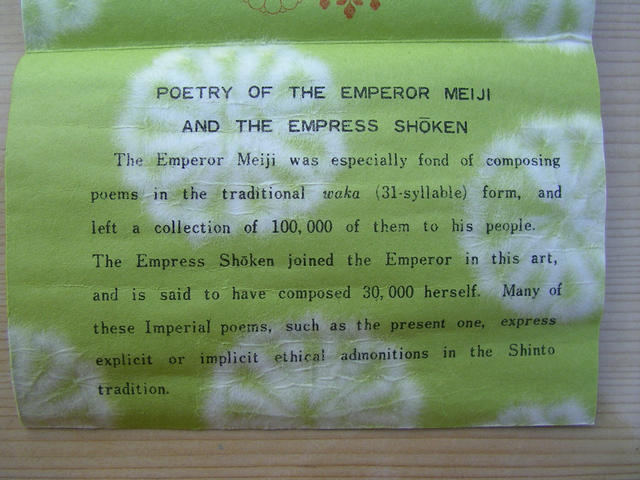 POETRY OF THE EMPEROR MEIJI
AND THE EMPRESS SHŌKEN
The Emperor Meiji was especially fond of composing
poems in the traditional waka (31-syllable) form, and
left a collection of 100,000 of them to his people.
The Empress Shōken joined the Emperor in this art,
and is said to have composed 30,000 herself. Many of
these Imperial poems, such as the present one, express
explicit or implicit ethical admonitions in the Shinto
tradition.